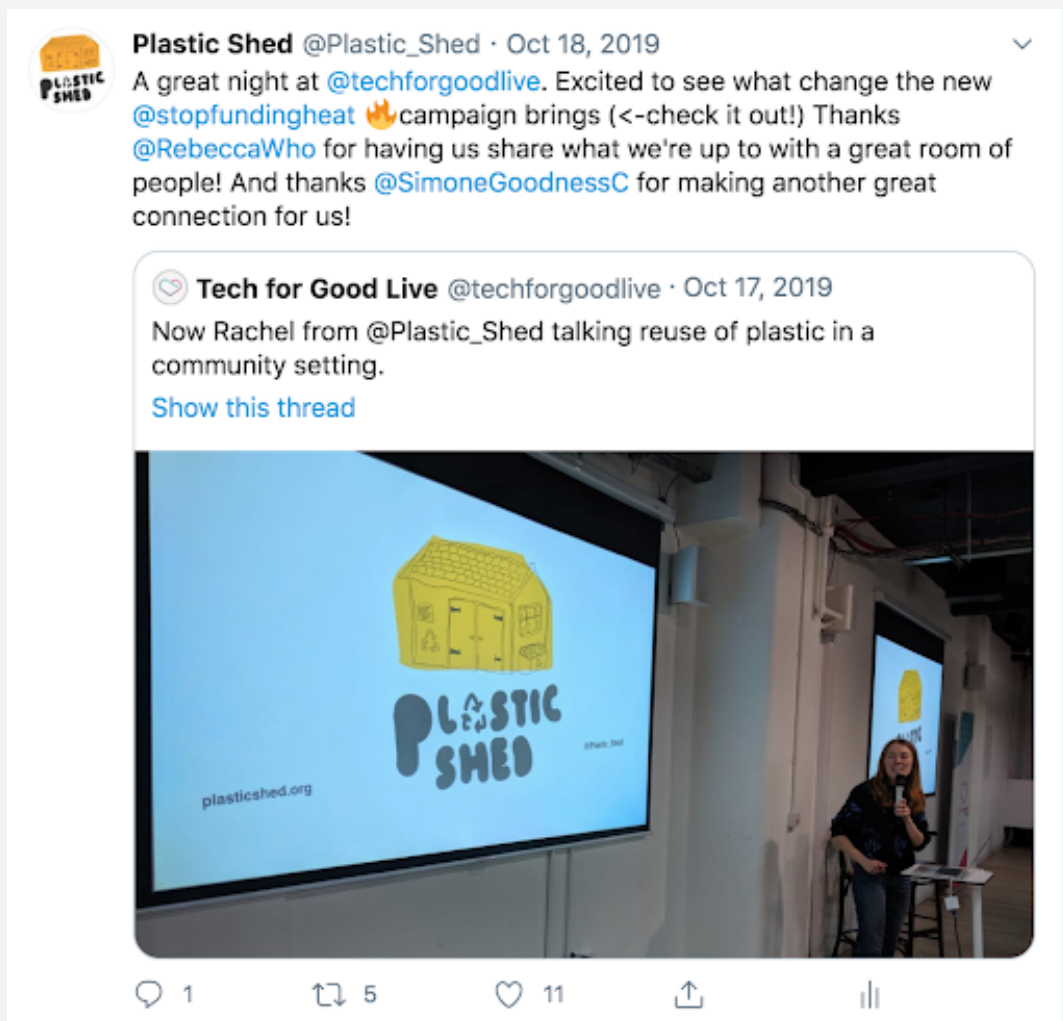 PLASTIC
SHED
Plastic Shed @Plastic_Shed · Oct 18, 2019
A great night at @techforgoodlive. Excited to see what change the new
@stopfundingheat 🔥campaign brings (<-check it out!) Thanks
@RebeccaWho for having us share what we're up to with a great room of
people! And thanks @SimoneGoodnessC for making another great
connection for us!
Tech for Good Live @techforgoodlive · Oct 17, 2019
Now Rachel from @Plastic_Shed talking reuse of plastic in a
community setting.
Show this thread
PLASTIC
SHED
@Plastic_Shed
plasticshed.org
1 5 11